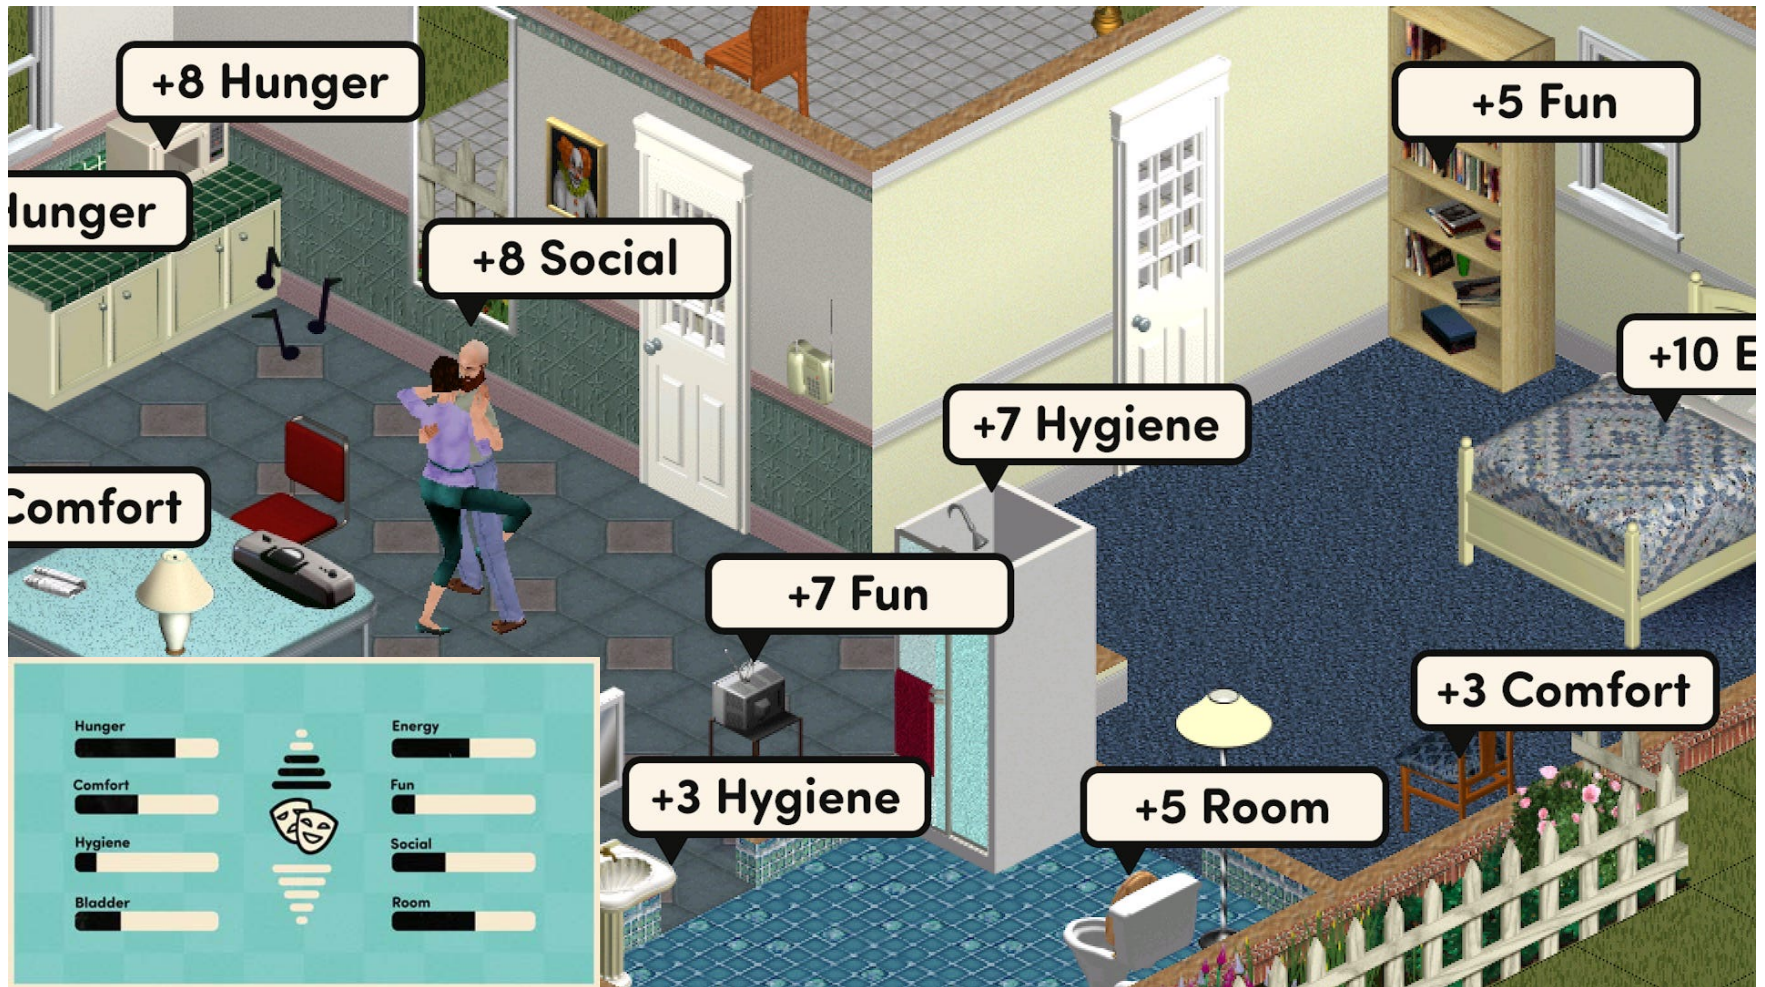 +8 Hunger
+5 Fun
Hunger
+8 Social
+10 E
+7 Hygiene
Comfort
+7 Fun
+3 Comfort
+3 Hygiene
+5 Room
Hunger
Energy
Comfort
Fun
Hygiene
Social
Bladder
Room